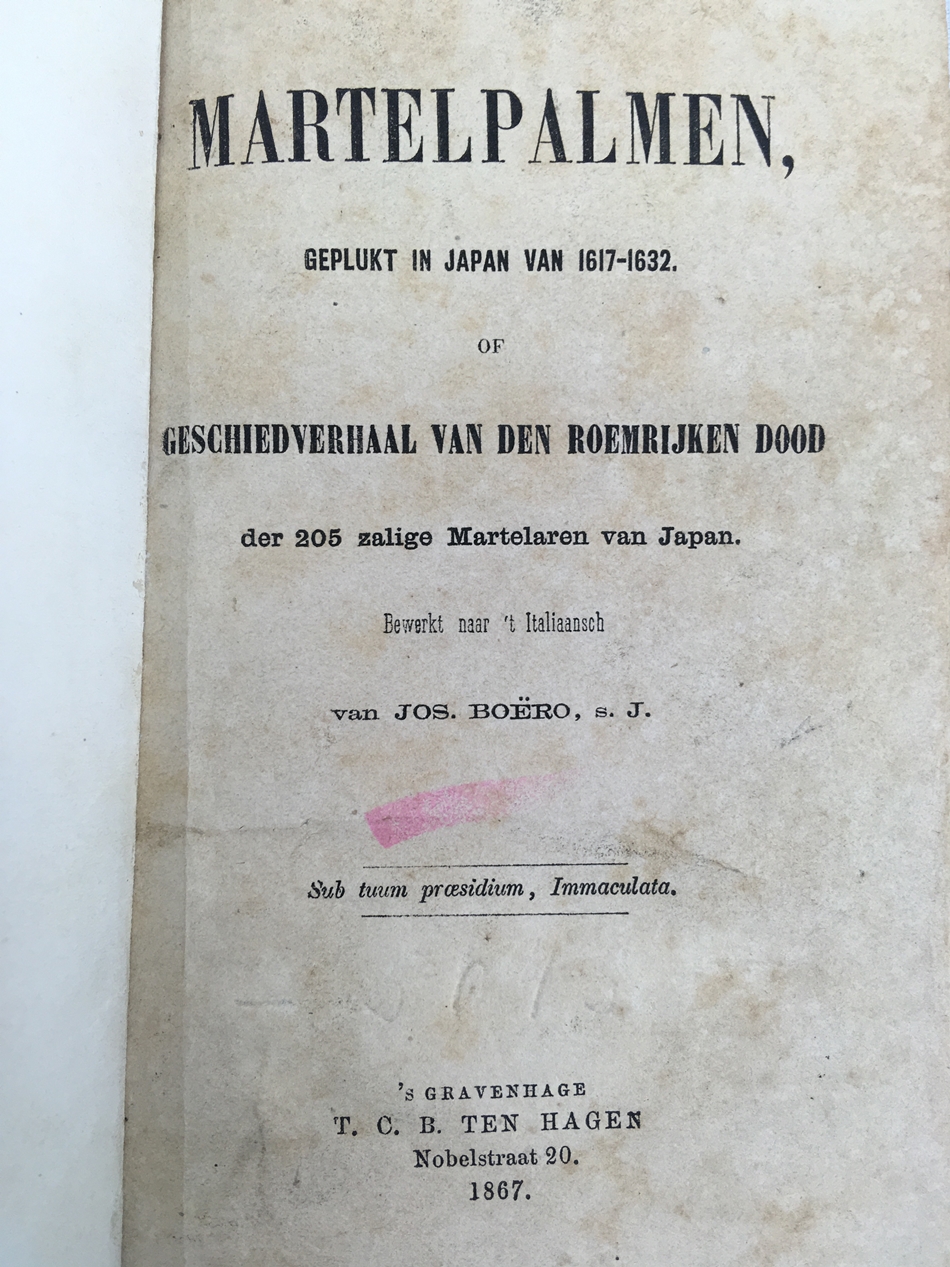 MARTELPALMEN,
GEPLUKT IN JAPAN VAN 1617-1632.
OF
GESCHIEDVERHAAL VAN DEN ROEMRIJKEN DOOD
der 205 zalige Martelaren van Japan.
Bewerkt naar 't Italiaansch
van JOS. BOËRO, s. J.
Sub tuum præsidium, Immaculata.
's GRAVENHAGE
T. C. B. TEN HAGEN
Nobelstraat 20.
1867.